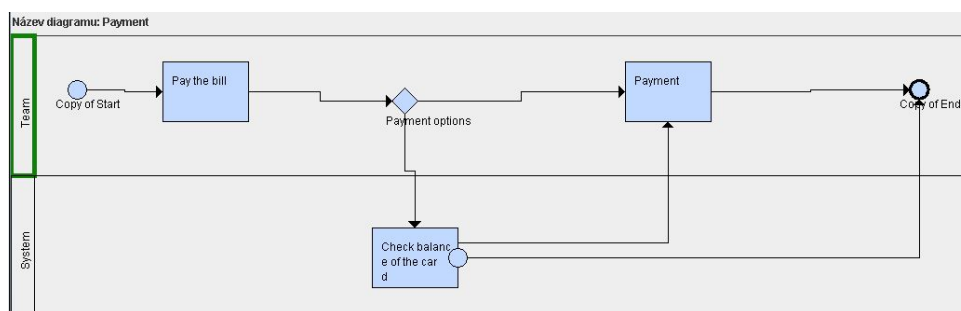 Název diagramu: Payment
Team
Copy of Start
Pay the bill
Payment options
Payment
Copy of End
System
Check balanc
e of the car
d